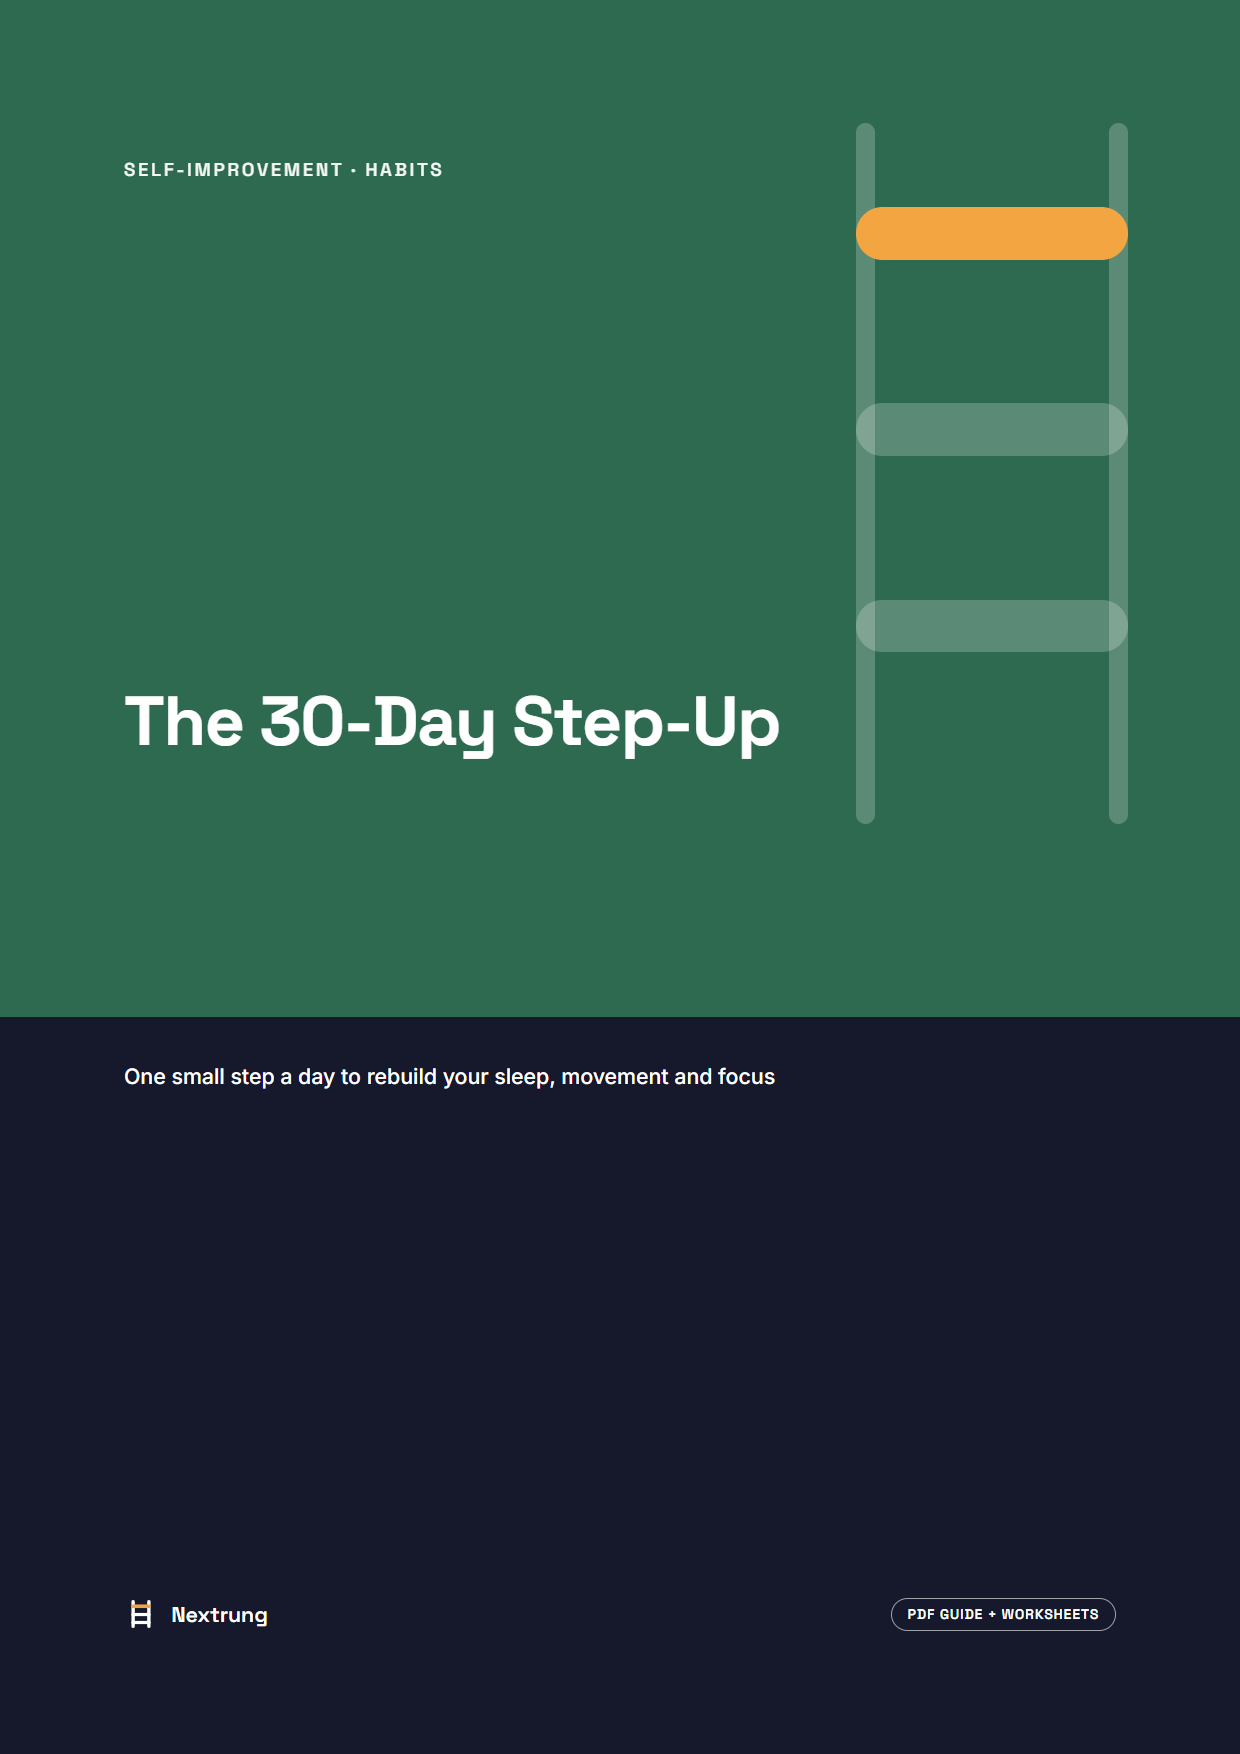 SELF-IMPROVEMENT · HABITS
The 30-Day Step-Up
One small step a day to rebuild your sleep, movement and focus
Nextrung
PDF GUIDE + WORKSHEETS